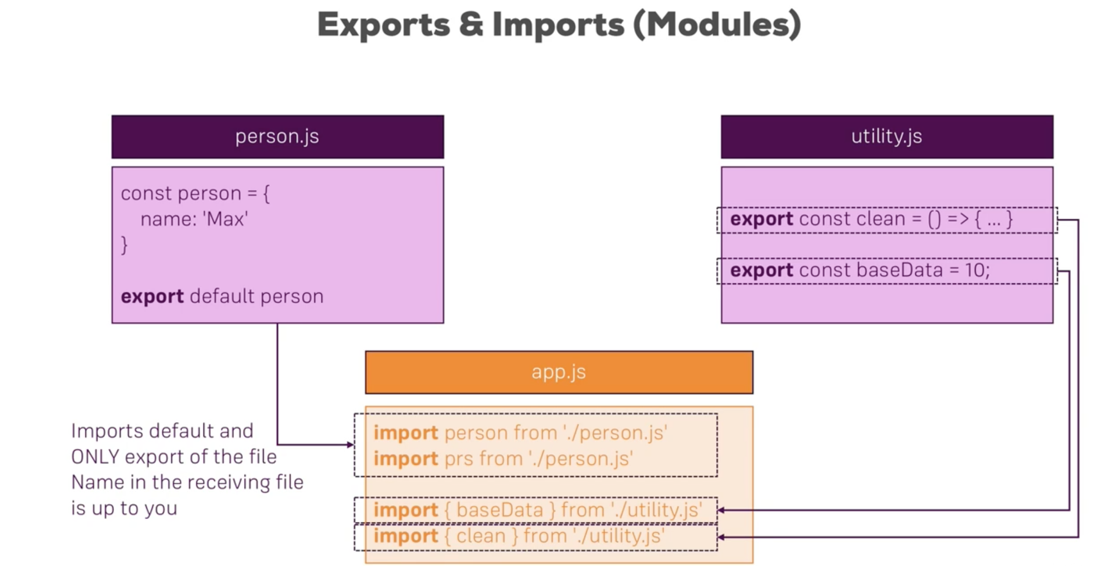 Exports & Imports (Modules)
person.js
const person = {
name: 'Max'
}
export default person
utility.js
export const clean = () => { ... }
export const baseData = 10;
app.js
import person from './person.js'
import prs from './person.js'
import { baseData } from './utility.js'
import { clean } from './utility.js'
Imports default and
ONLY export of the file
Name in the receiving file
is up to you